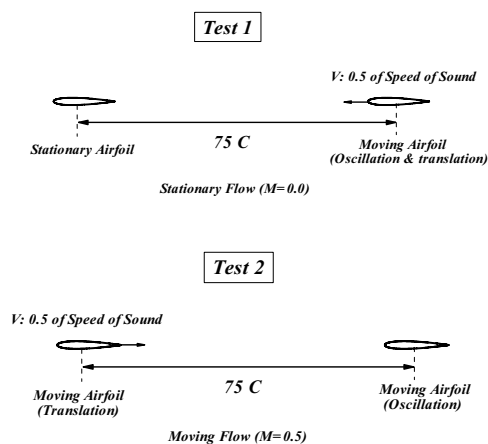 Test 1
V: 0.5 of Speed of Sound
75 C
Stationary Airfoil
Moving Airfoil
(Oscillation & translation)
Stationary Flow (M=0.0)
Test 2
V: 0.5 of Speed of Sound
75 C
Moving Airfoil
(Translation)
Moving Airfoil
(Oscillation)
Moving Flow (M=0.5)